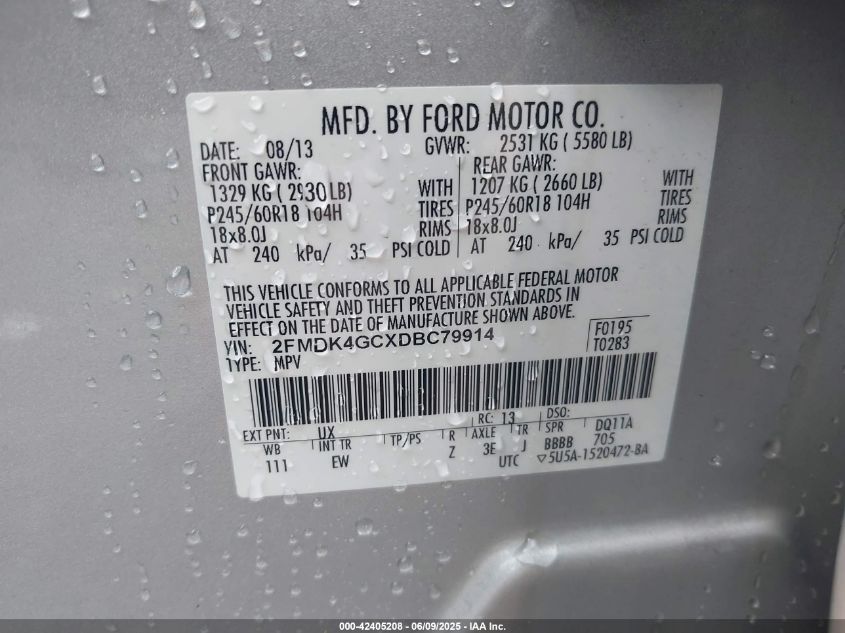 MFD. BY FORD MOTOR CO.
DATE: 08/13 GVWR: 2531 KG ( 5580 LB)
FRONT GAWR: REAR GAWR:
1329 KG ( 2930 LB) WITH 1207 KG ( 2660 LB) WITH
P245/60R18 104H TIRES P245/60R18 104H TIRES
18x8.0J RIMS 18x8.0J RIMS
AT 240 kPa/ 35 PSI COLD AT 240 kPa/ 35 PSI COLD
THIS VEHICLE CONFORMS TO ALL APPLICABLE FEDERAL MOTOR
VEHICLE SAFETY AND THEFT PREVENTION STANDARDS IN
EFFECT ON THE DATE OF MANUFACTURE SHOWN ABOVE.
VIN: 2FMDK4GCXDBC79914 F0195
TYPE: MPV T0283
EXT PNT: UX RC: 13 DSO:
WB INT TR TP/PS R AXLE TR SPR DQ11A
111 EW Z 3E J BBBB 705
UTC ▽5U5A-1520472-BA
000-42405208 - 06/09/2025 - IAA Inc.